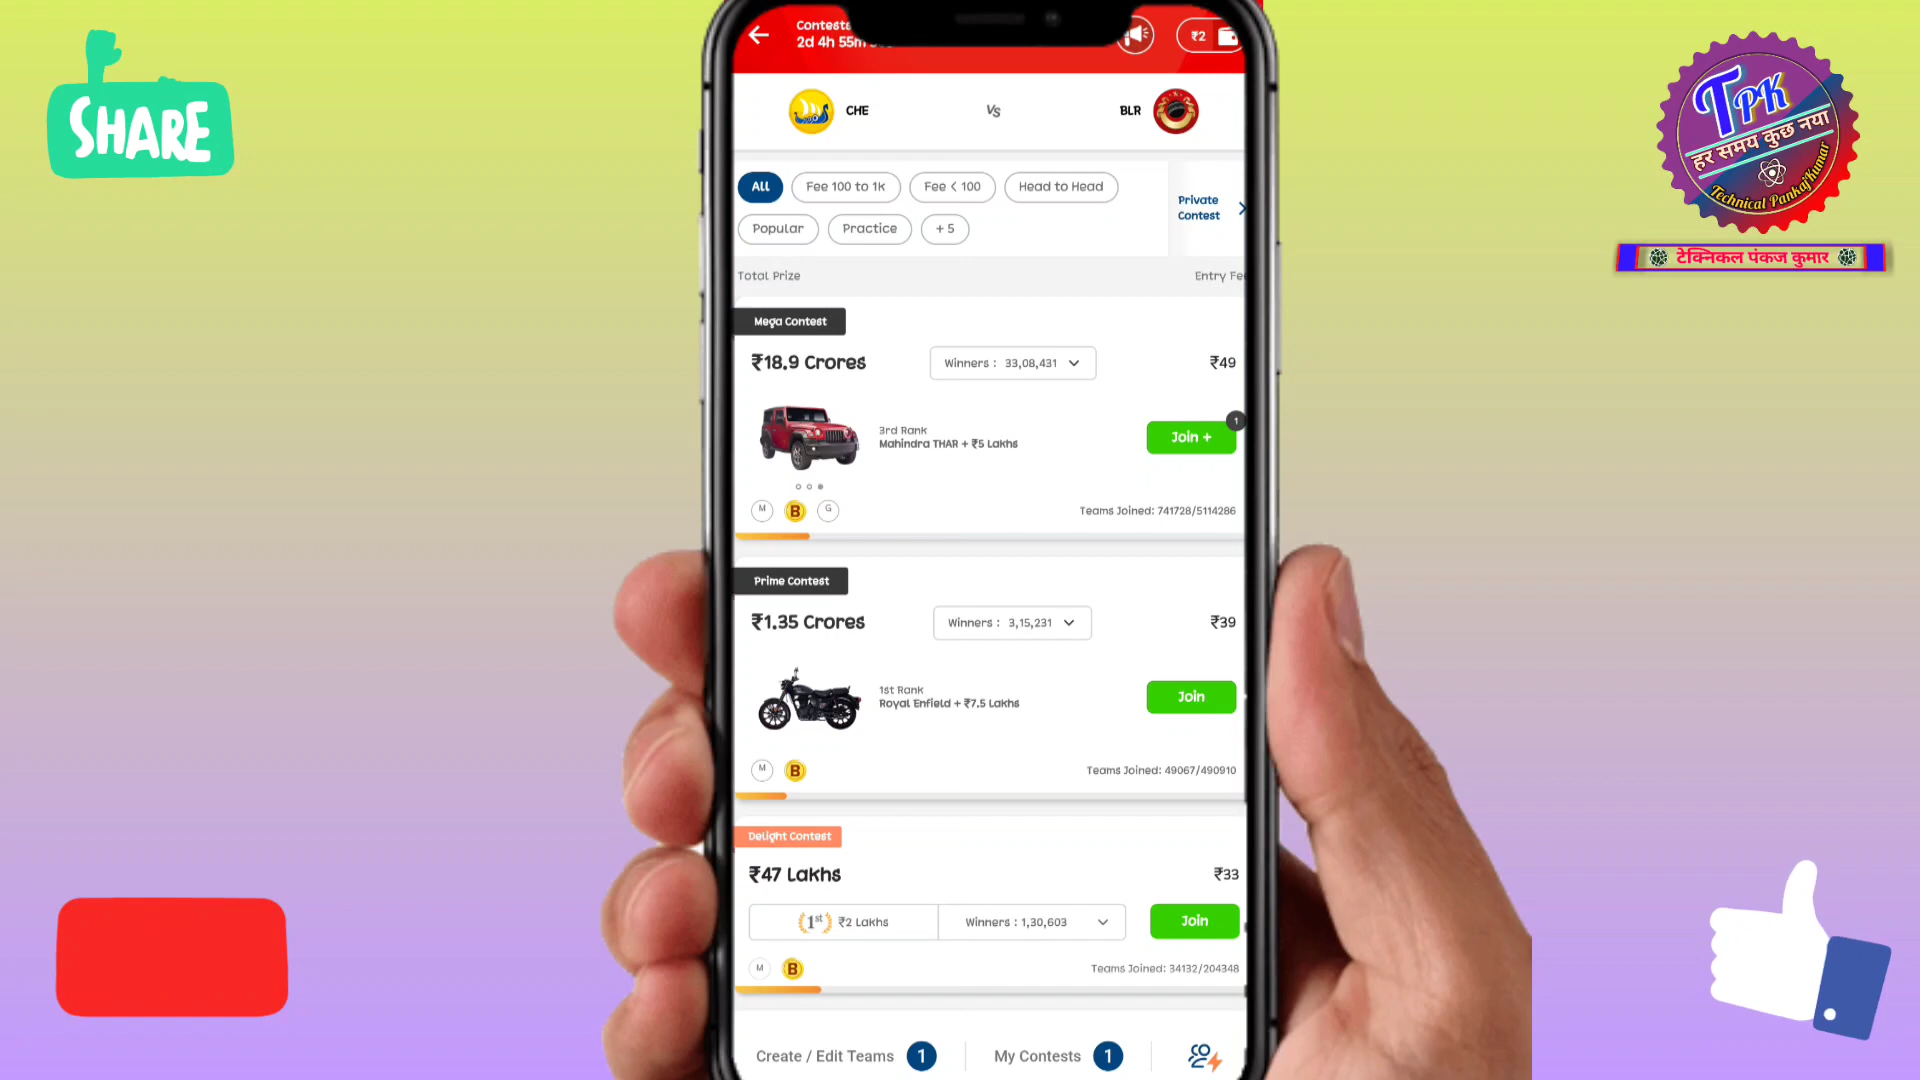 SHARE
Contests
2d 4h 55m
₹2
CHE
Vs
BLR
All
Fee 100 to 1k
Fee < 100
Head to Head
Private
Contest
Popular
Practice
+ 5
Total Prize
Entry Fee
Mega Contest
₹18.9 Crores
Winners : 33,08,431
₹49
3rd Rank
Mahindra THAR + ₹5 Lakhs
1
Join +
M
B
G
Teams Joined: 741728/5114286
Prime Contest
₹1.35 Crores
Winners : 3,15,231
₹39
1st Rank
Royal Enfield + ₹7.5 Lakhs
Join
M
B
Teams Joined: 49067/490910
Delight Contest
₹47 Lakhs
₹33
1st ₹2 Lakhs
Winners : 1,30,603
Join
M
B
Teams Joined: 34132/204348
Create / Edit Teams 1
My Contests 1
TPK
हर समय कुछ नया
Technical PankajKumar
टेक्निकल पंकज कुमार